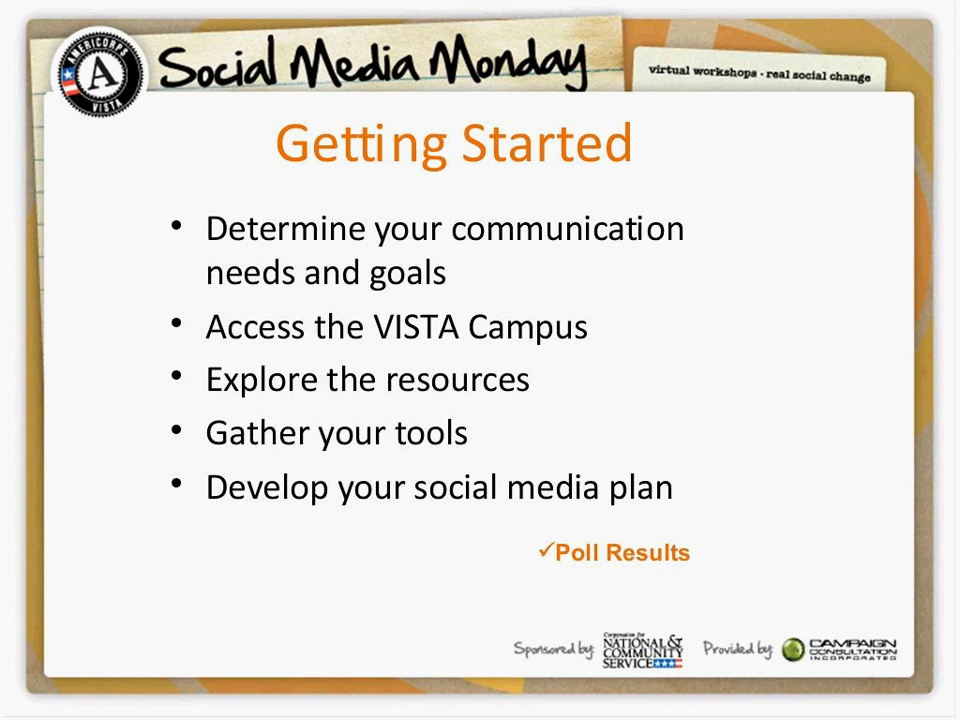 AMERICORPS
A
VISTA
Social Media Monday
virtual workshops · real social change
Getting Started
• Determine your communication
needs and goals
• Access the VISTA Campus
• Explore the resources
• Gather your tools
• Develop your social media plan
✓Poll Results
Sponsored by:
Corporation for
NATIONAL &
COMMUNITY
SERVICE
Provided by:
CAMPAIGN
CONSULTATION
INCORPORATED